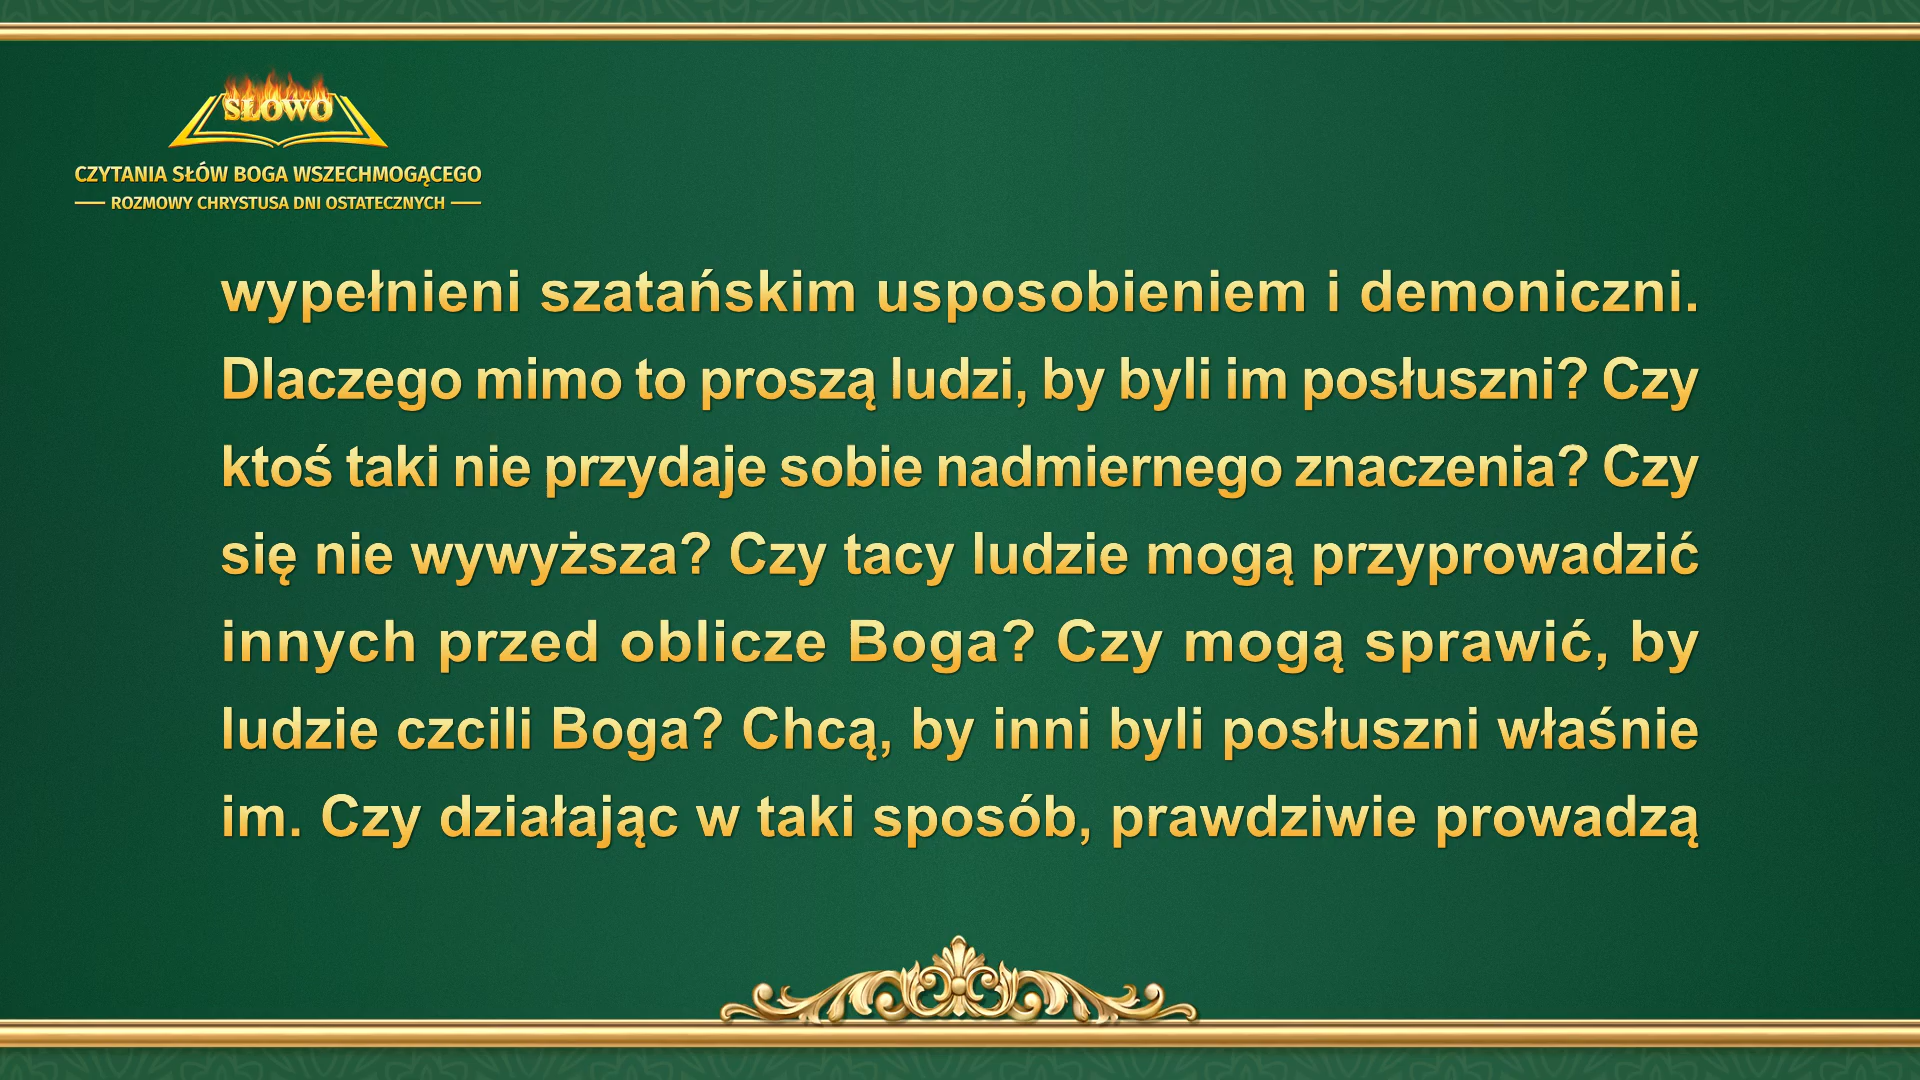 SŁOWO
CZYTANIA SŁÓW BOGA WSZECHMOGĄCEGO
ROZMOWY CHRYSTUSA DNI OSTATECZNYCH
wypełnieni szatańskim usposobieniem i demoniczni.
Dlaczego mimo to proszą ludzi, by byli im posłuszni? Czy
ktoś taki nie przydaje sobie nadmiernego znaczenia? Czy
się nie wywyższa? Czy tacy ludzie mogą przyprowadzić
innych przed oblicze Boga? Czy mogą sprawić, by
ludzie czcili Boga? Chcą, by inni byli posłuszni właśnie
im. Czy działając w taki sposób, prawdziwie prowadzą